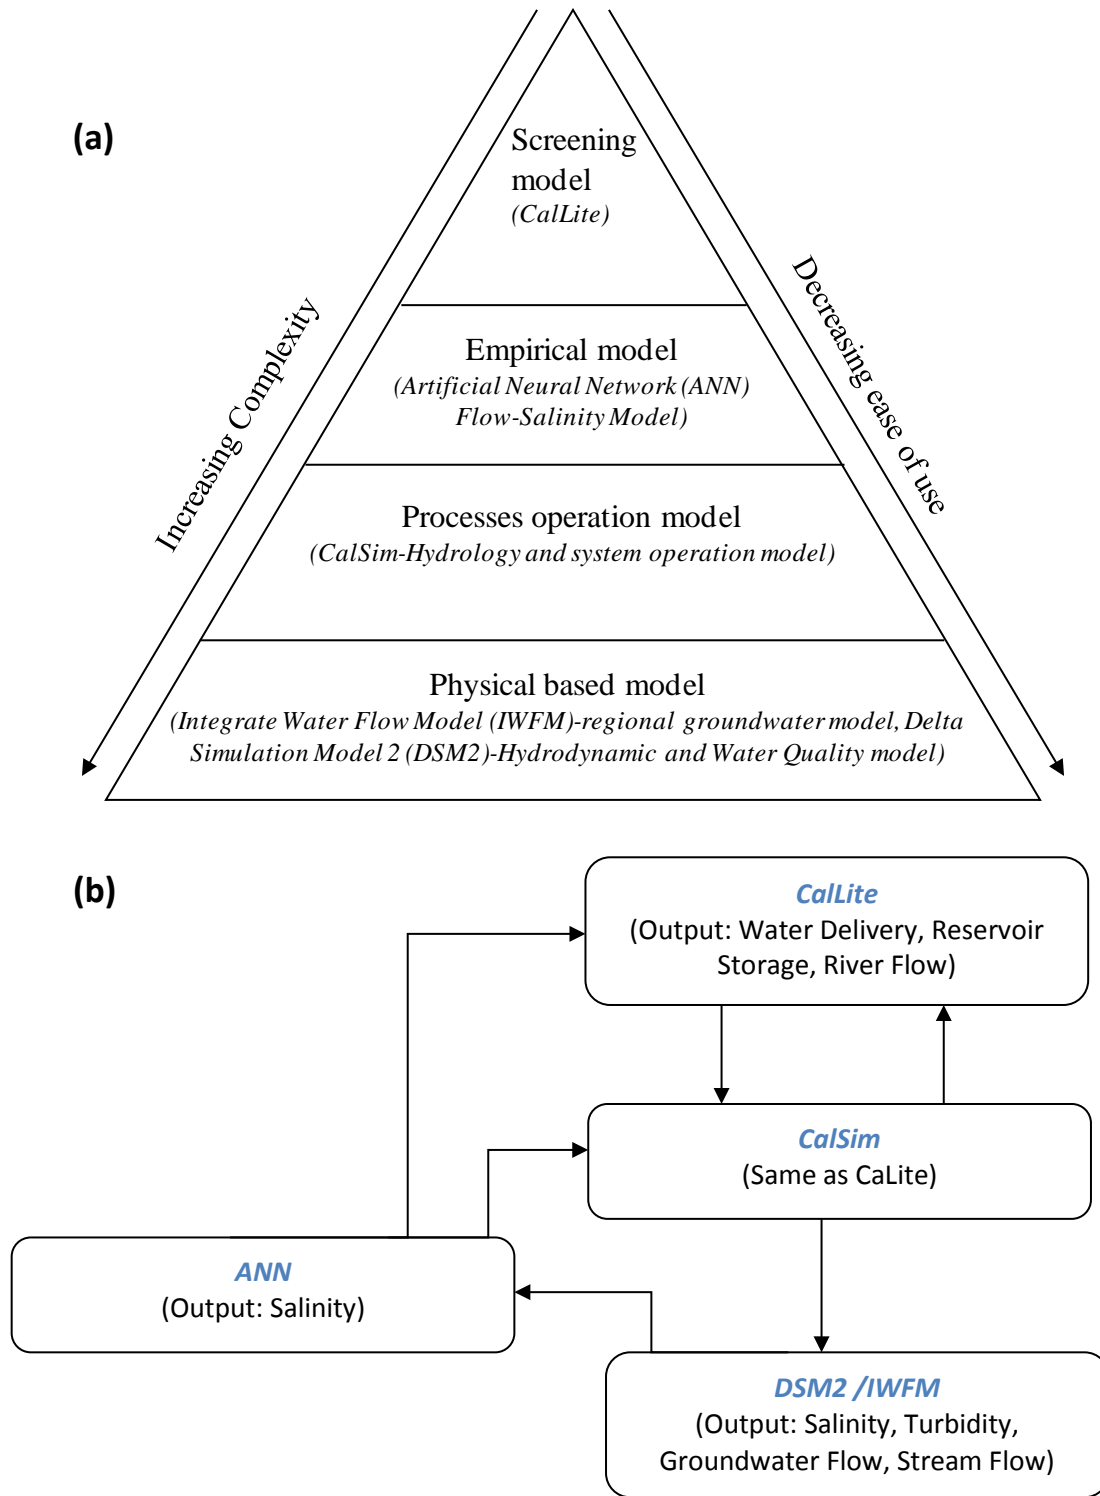 (a)
Screening
model
(CalLite)
Increasing Complexity
Decreasing ease of use
Empirical model
(Artificial Neural Network (ANN)
Flow-Salinity Model)
Processes operation model
(CalSim-Hydrology and system operation model)
Physical based model
(Integrate Water Flow Model (IWFM)-regional groundwater model, Delta
Simulation Model 2 (DSM2)-Hydrodynamic and Water Quality model)
(b)
CalLite
(Output: Water Delivery, Reservoir
Storage, River Flow)
CalSim
(Same as CaLite)
ANN
(Output: Salinity)
DSM2 /IWFM
(Output: Salinity, Turbidity,
Groundwater Flow, Stream Flow)